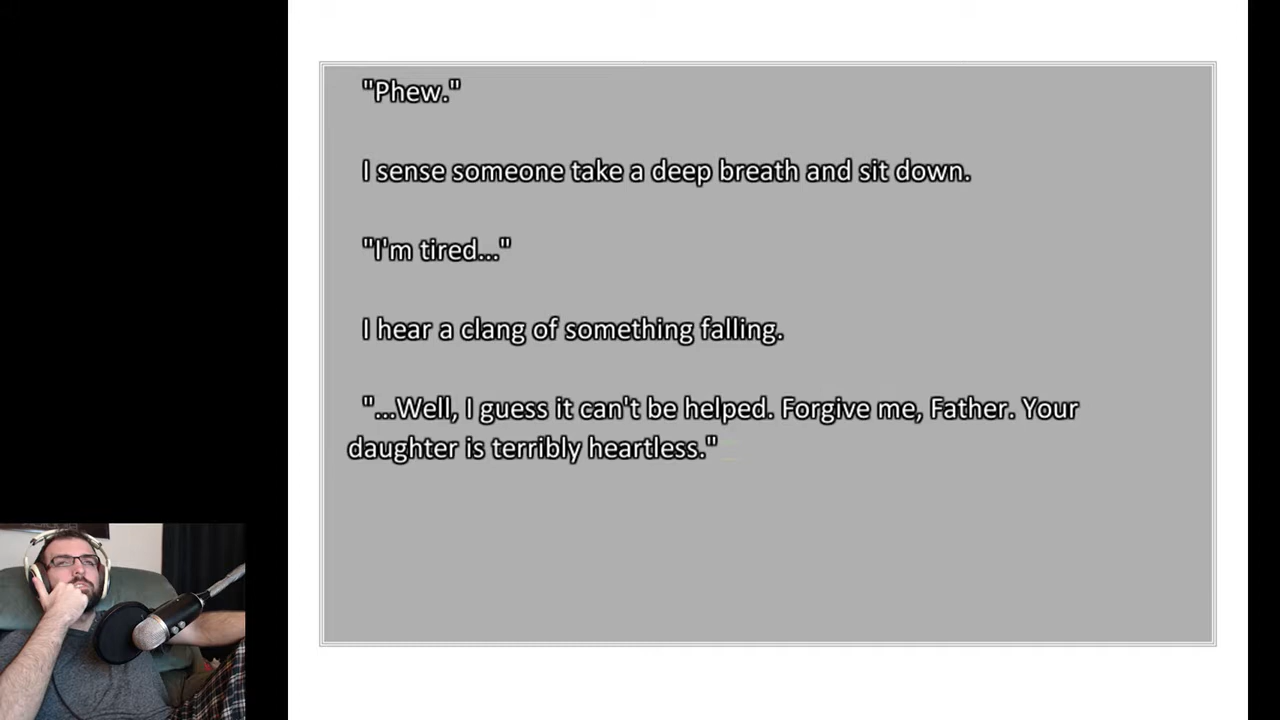 "Phew."
I sense someone take a deep breath and sit down.
"I'm tired..."
I hear a clang of something falling.
"...Well, I guess it can't be helped. Forgive me, Father. Your
daughter is terribly heartless."